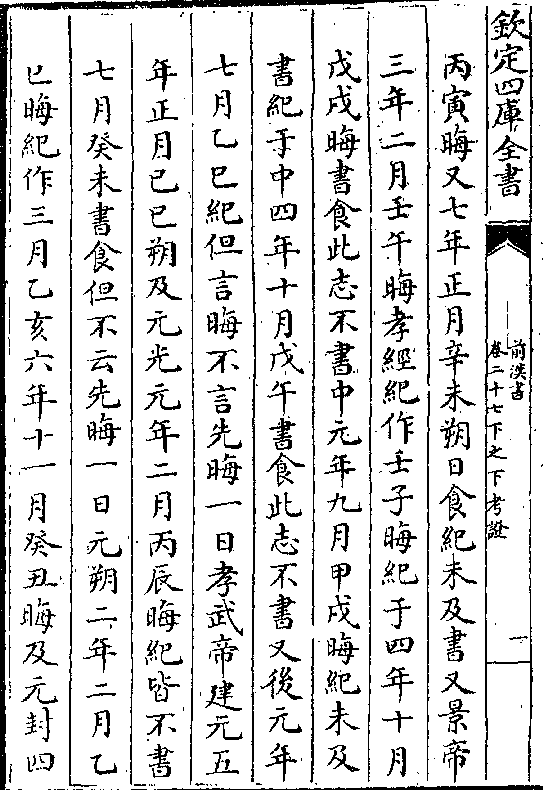 欽定四庫全書
前漢書
卷二十七下之下考證
丙寅晦又七年正月辛未朔日食紀未及書又景帝
三年二月壬午晦孝經紀作壬子晦紀于四年十月
戊戌晦書食此志不書中元年九月甲戌晦紀未及
書紀于中四年十月戊午書食此志不書又後元年
七月乙巳紀但言晦不言先晦一日孝武帝建元五
年正月己巳朔及元光元年二月丙辰晦紀皆不書
七月癸未書食但不云先晦一日元朔二年二月乙
巳晦紀作三月乙亥六年十一月癸丑晦及元封四